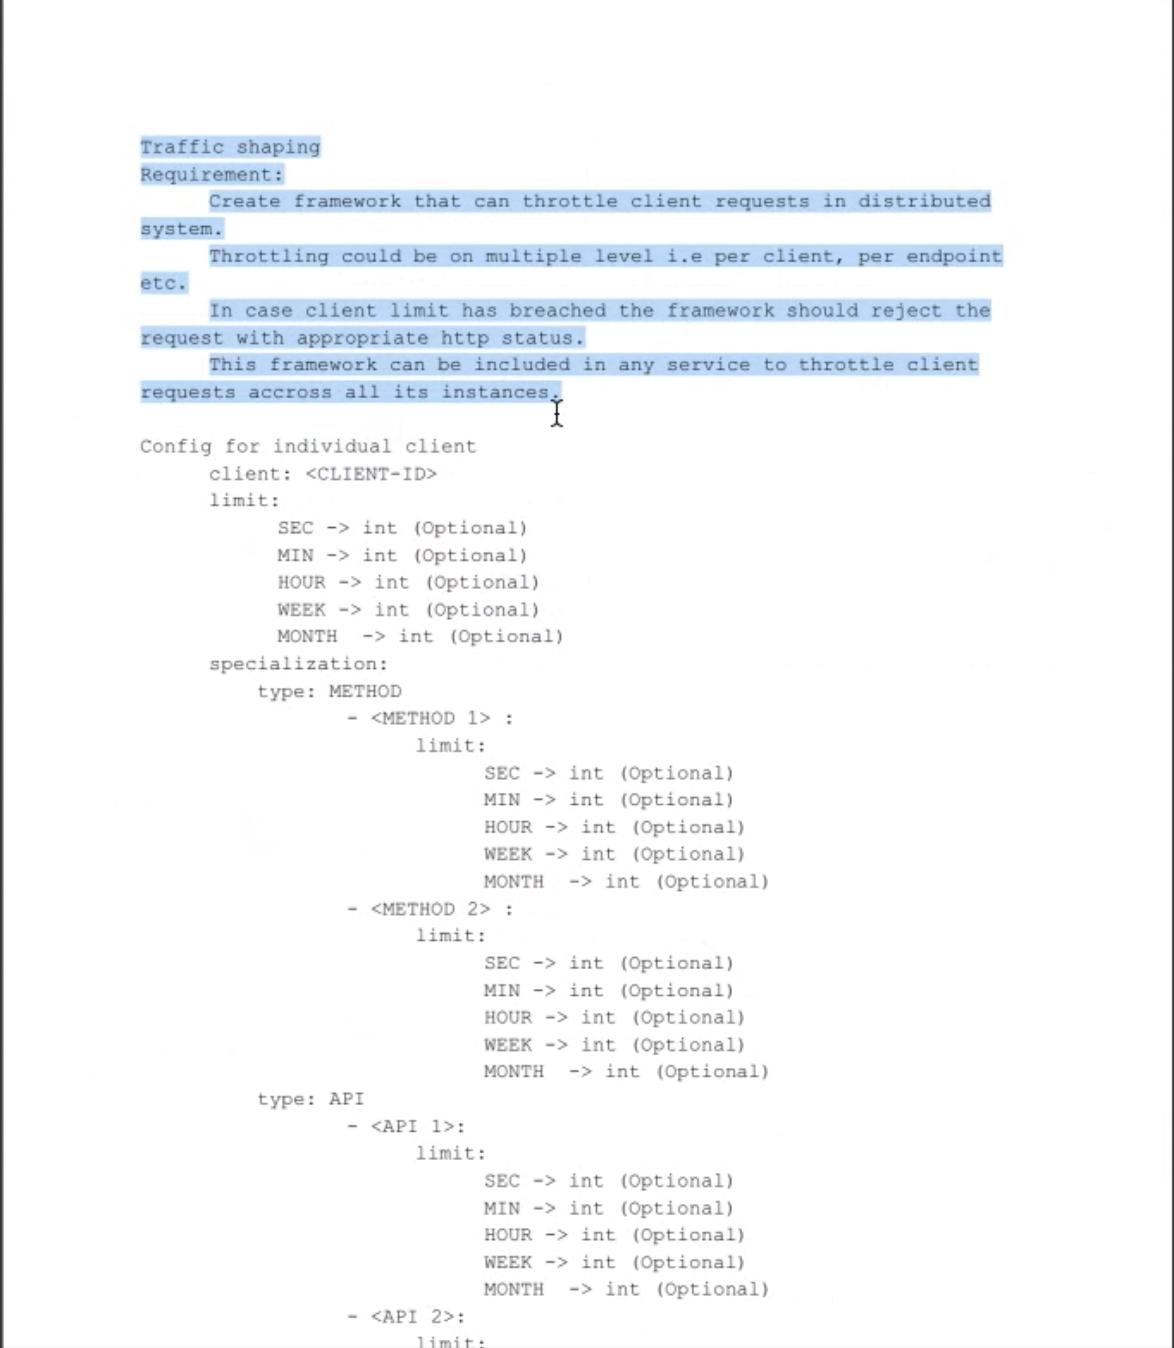 Traffic shaping
Requirement:
Create framework that can throttle client requests in distributed
system.
Throttling could be on multiple level i.e per client, per endpoint
etc.
In case client limit has breached the framework should reject the
request with appropriate http status.
This framework can be included in any service to throttle client
requests accross all its instances.
Config for individual client
client: <CLIENT-ID>
limit:
SEC -> int (Optional)
MIN -> int (Optional)
HOUR -> int (Optional)
WEEK -> int (Optional)
MONTH  -> int (Optional)
specialization:
type: METHOD
- <METHOD 1> :
limit:
SEC -> int (Optional)
MIN -> int (Optional)
HOUR -> int (Optional)
WEEK -> int (Optional)
MONTH  -> int (Optional)
- <METHOD 2> :
limit:
SEC -> int (Optional)
MIN -> int (Optional)
HOUR -> int (Optional)
WEEK -> int (Optional)
MONTH  -> int (Optional)
type: API
- <API 1>:
limit:
SEC -> int (Optional)
MIN -> int (Optional)
HOUR -> int (Optional)
WEEK -> int (Optional)
MONTH  -> int (Optional)
- <API 2>:
limit: